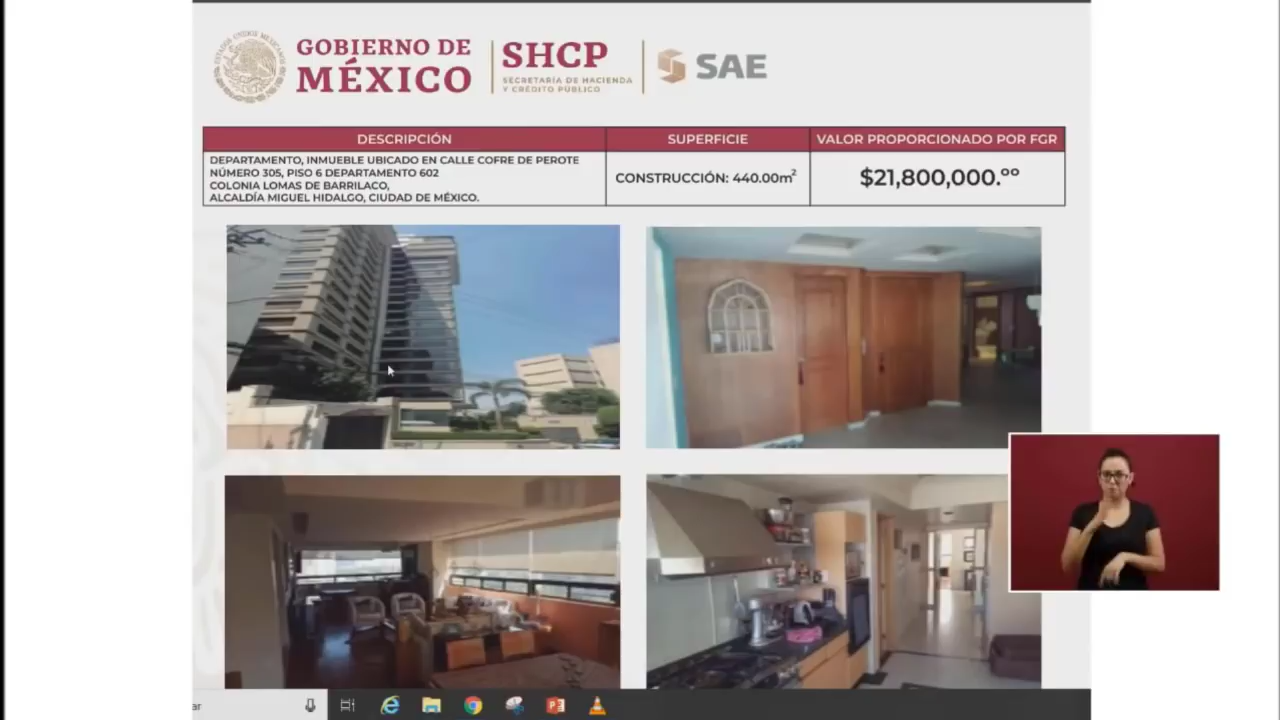 GOBIERNO DE
MÉXICO
SHCP
SECRETARÍA DE HACIENDA
Y CRÉDITO PÚBLICO
SAE
DESCRIPCIÓN
SUPERFICIE
VALOR PROPORCIONADO POR FGR
DEPARTAMENTO, INMUEBLE UBICADO EN CALLE COFRE DE PEROTE
NÚMERO 305, PISO 6 DEPARTAMENTO 602
COLONIA LOMAS DE BARRILACO,
ALCALDÍA MIGUEL HIDALGO, CIUDAD DE MÉXICO.
CONSTRUCCIÓN: 440.00m²
$21,800,000.ºº
ar